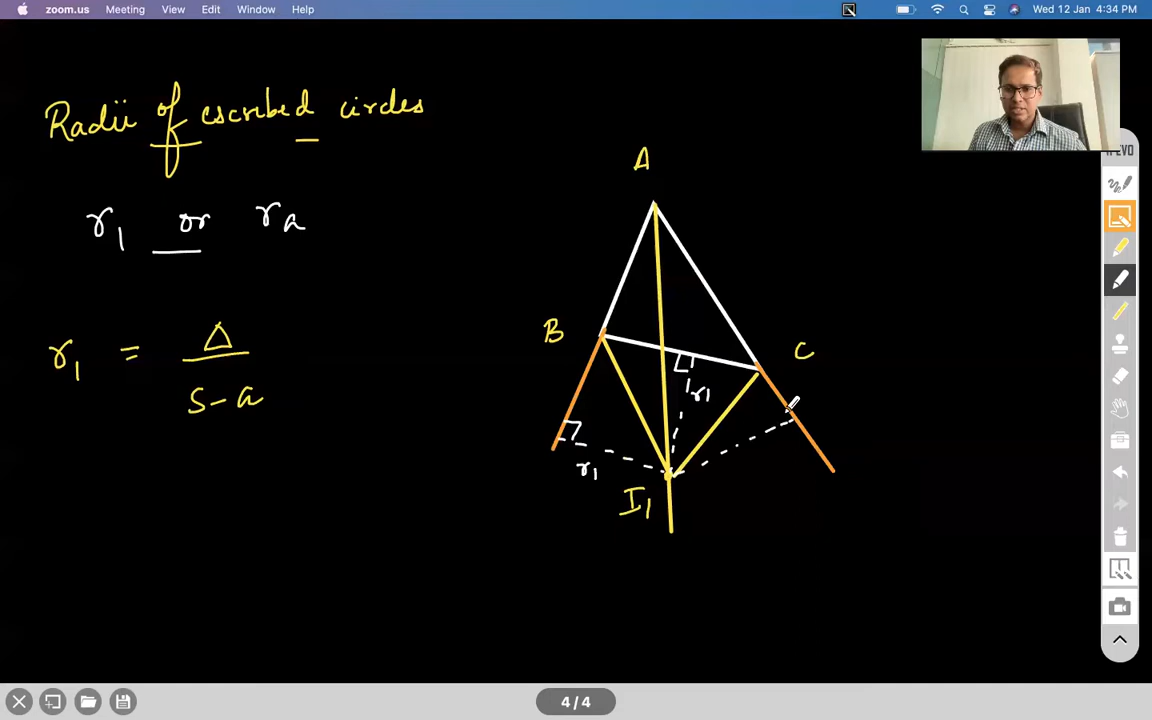 zoom.us Meeting View Edit Window Help Wed 12 Jan 4:34 PM
EVO
Radii of escribed circles
r1 or ra
r1 = Δ / s-a
A
B
C
r1
r1
I1
4 / 4